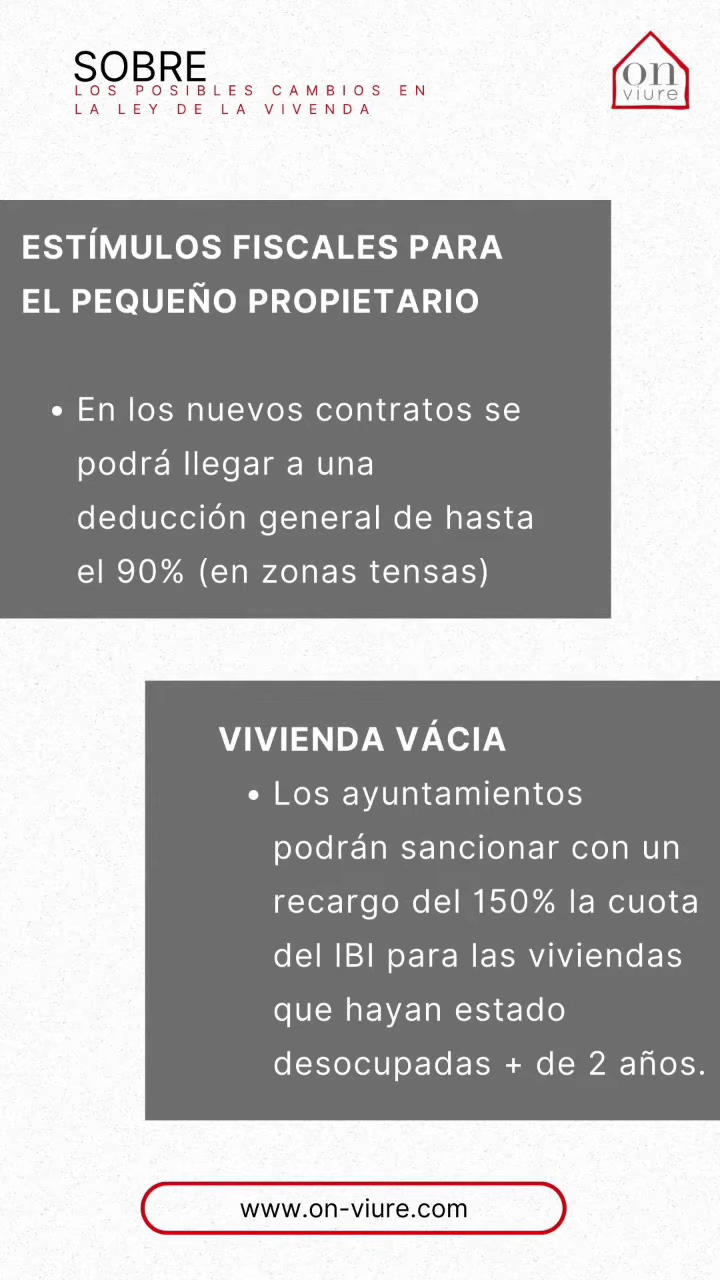 SOBRE
LOS POSIBLES CAMBIOS EN
LA LEY DE LA VIVENDA
on
viure
ESTÍMULOS FISCALES PARA
EL PEQUEÑO PROPIETARIO
• En los nuevos contratos se
podrá llegar a una
deducción general de hasta
el 90% (en zonas tensas)
VIVIENDA VÁCIA
• Los ayuntamientos
podrán sancionar con un
recargo del 150% la cuota
del IBI para las viviendas
que hayan estado
desocupadas + de 2 años.
www.on-viure.com